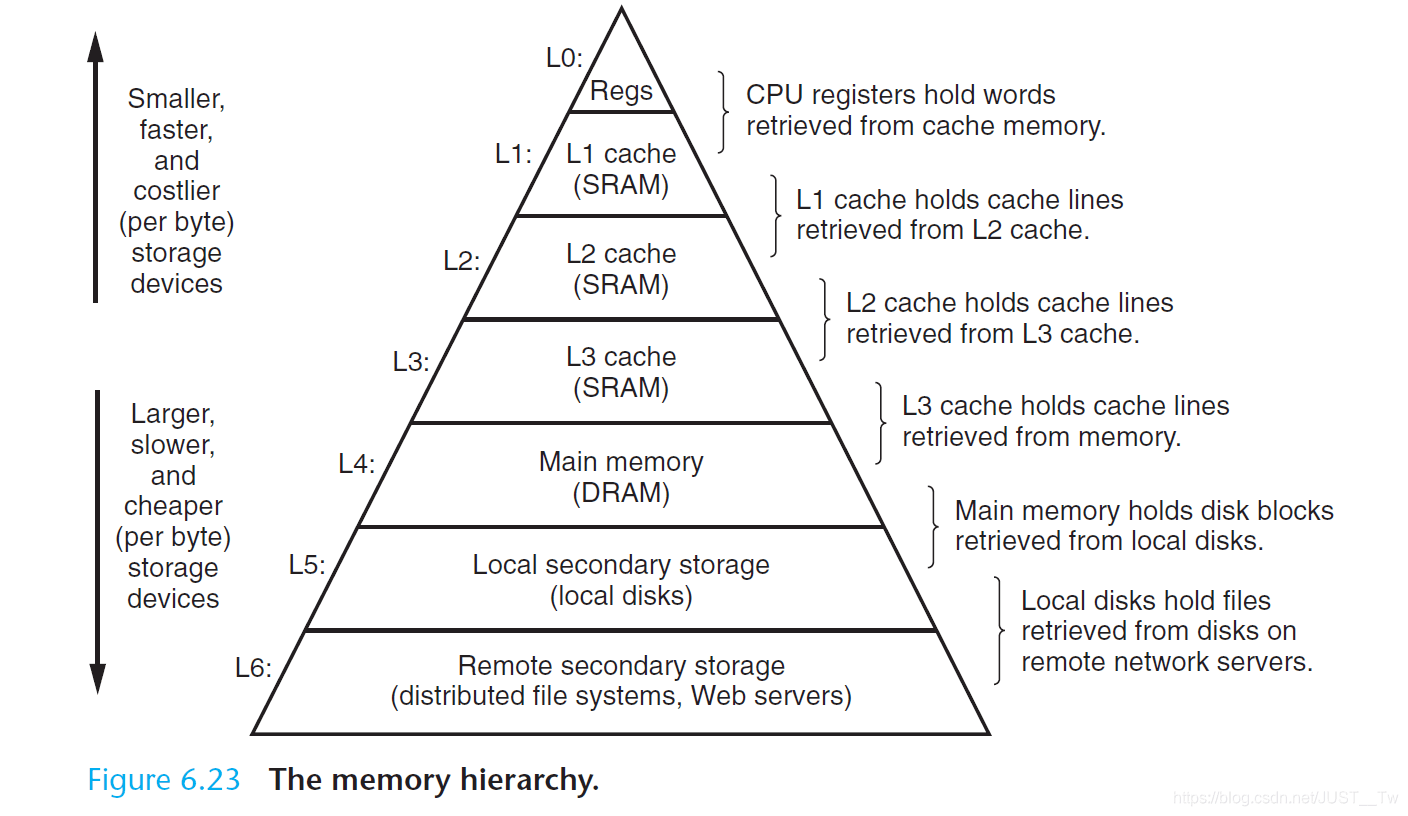 Smaller,
faster,
and
costlier
(per byte)
storage
devices
Larger,
slower,
and
cheaper
(per byte)
storage
devices
L0:
Regs
CPU registers hold words
retrieved from cache memory.
L1:
L1 cache
(SRAM)
L1 cache holds cache lines
retrieved from L2 cache.
L2:
L2 cache
(SRAM)
L2 cache holds cache lines
retrieved from L3 cache.
L3:
L3 cache
(SRAM)
L3 cache holds cache lines
retrieved from memory.
L4:
Main memory
(DRAM)
Main memory holds disk blocks
retrieved from local disks.
L5:
Local secondary storage
(local disks)
Local disks hold files
retrieved from disks on
remote network servers.
L6:
Remote secondary storage
(distributed file systems, Web servers)
Figure 6.23 The memory hierarchy.
https://blog.csdn.net/JUST__Tw